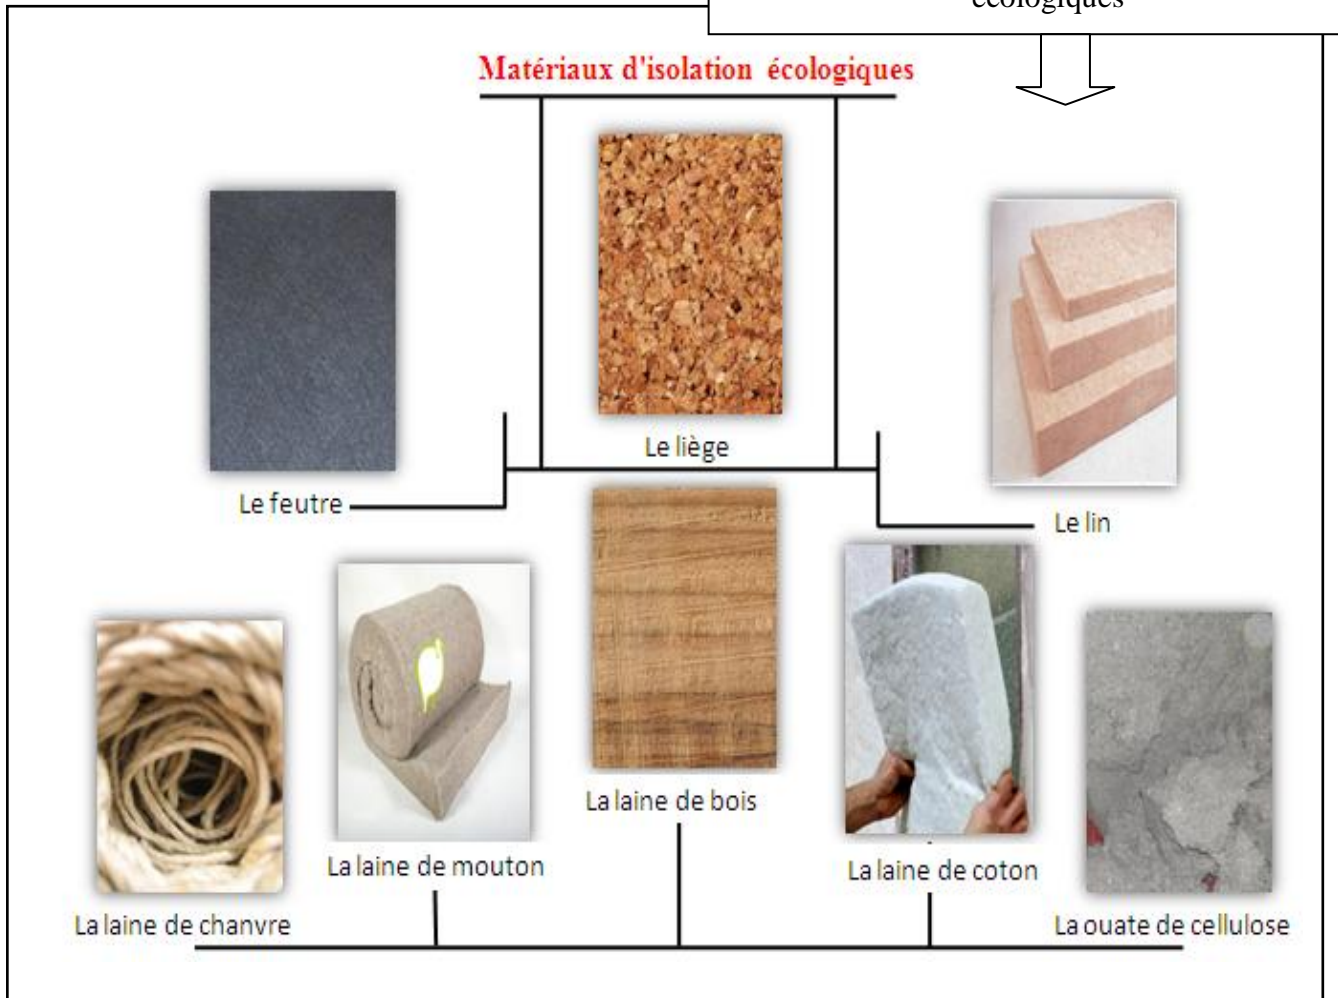 écologiques
Matériaux d'isolation écologiques
Le liège
Le feutre
Le lin
La laine de bois
La laine de mouton
La laine de coton
La laine de chanvre
La ouate de cellulose